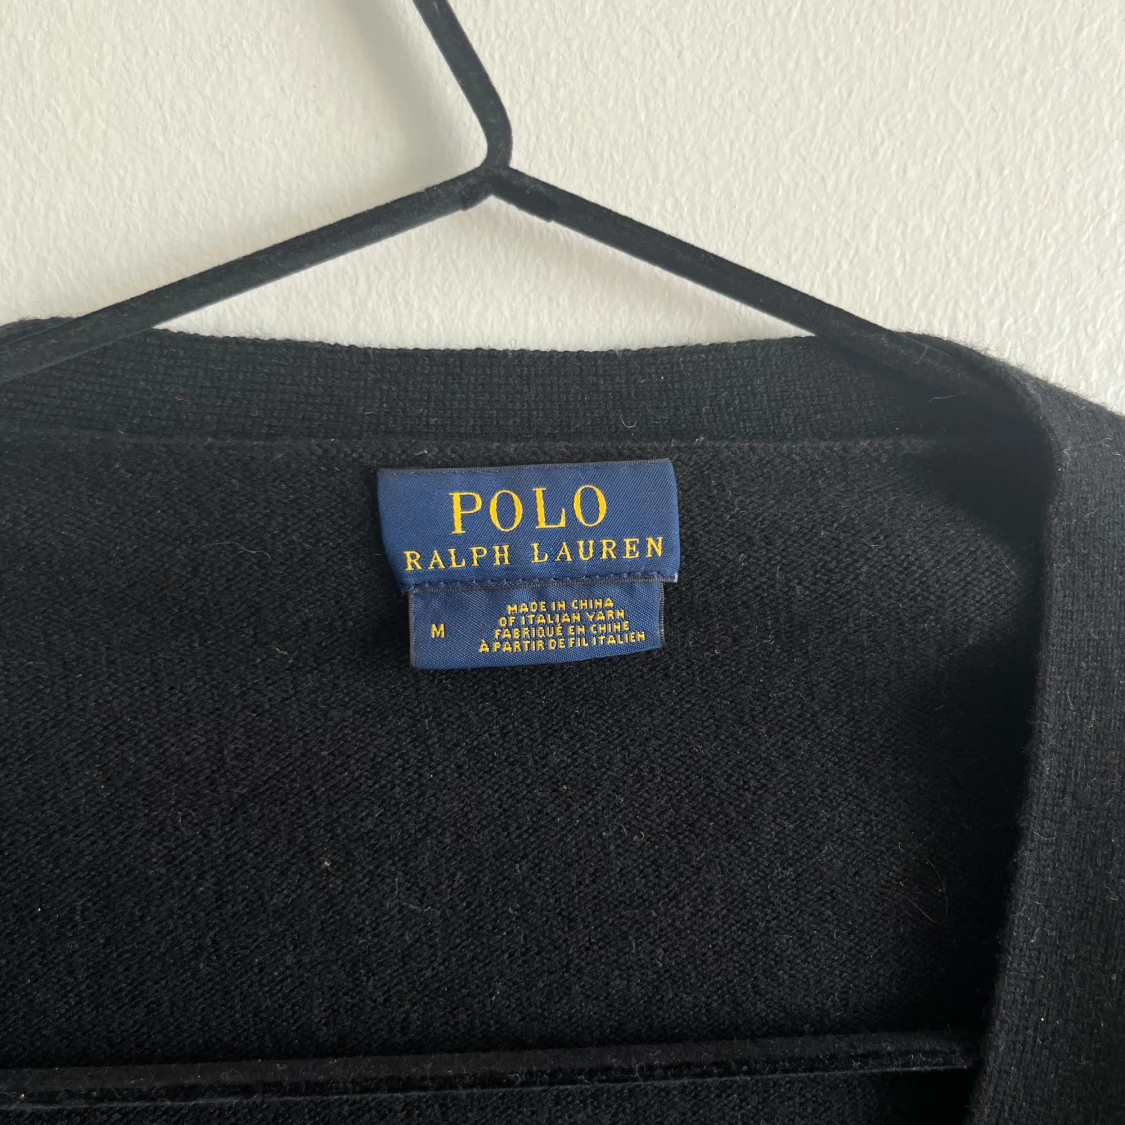 POLO
RALPH LAUREN
M
MADE IN CHINA
OF ITALIAN YARN
FABRIQUÉ EN CHINE
À PARTIR DE FIL ITALIEN